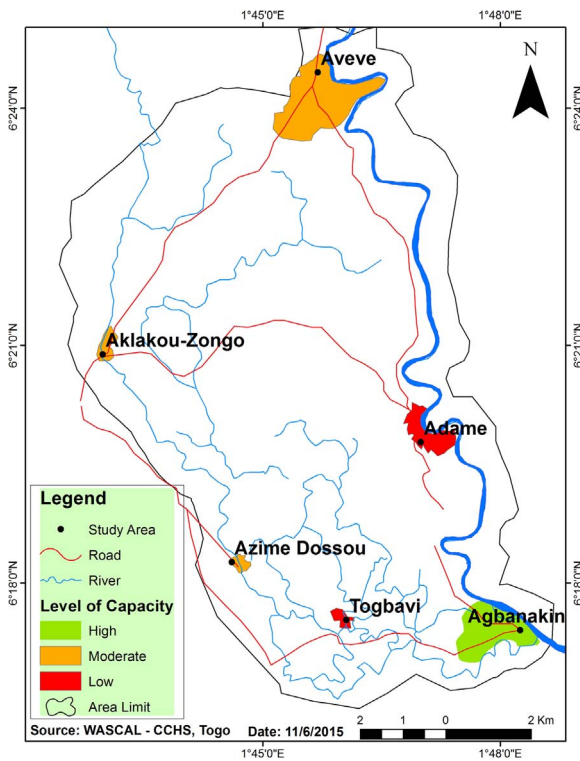 1°45'0"E
1°48'0"E
Aveve
N
6°24'0"N
6°24'0"N
6°21'0"N
Aklakou-Zongo
6°21'0"N
Adame
Legend
Study Area
Road
River
Level of Capacity
High
Moderate
Low
Area Limit
Azime Dossou
6°18'0"N
6°18'0"N
Togbavi
Agbanakin
Source: WASCAL - CCHS, Togo Date: 11/6/2015
2 1 0 2 Km
1°45'0"E
1°48'0"E